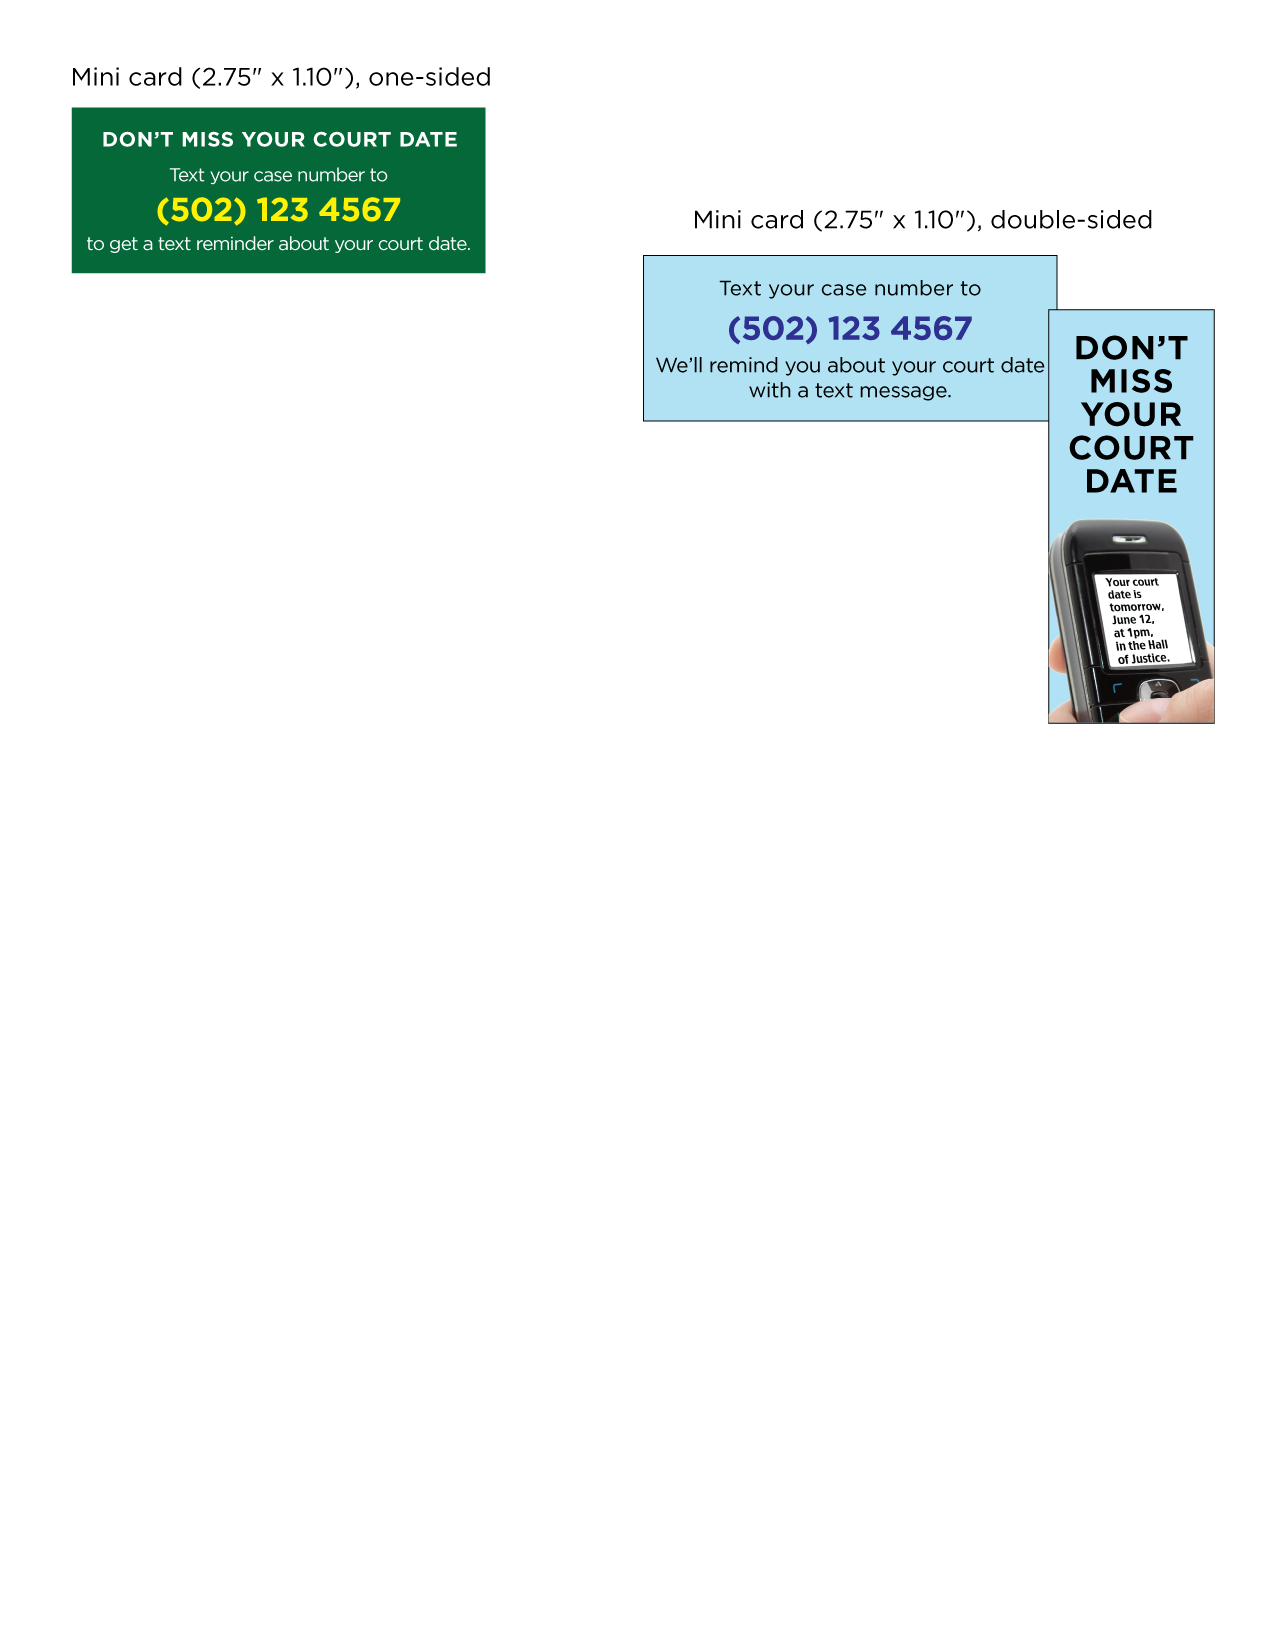 Mini card (2.75" x 1.10"), one-sided
DON’T MISS YOUR COURT DATE
Text your case number to
(502) 123 4567
to get a text reminder about your court date.
Mini card (2.75" x 1.10"), double-sided
Text your case number to
(502) 123 4567
We’ll remind you about your court date
with a text message.
DON’T
MISS
YOUR
COURT
DATE
Your court
date is
tomorrow,
June 12,
at 1pm,
in the Hall
of Justice.